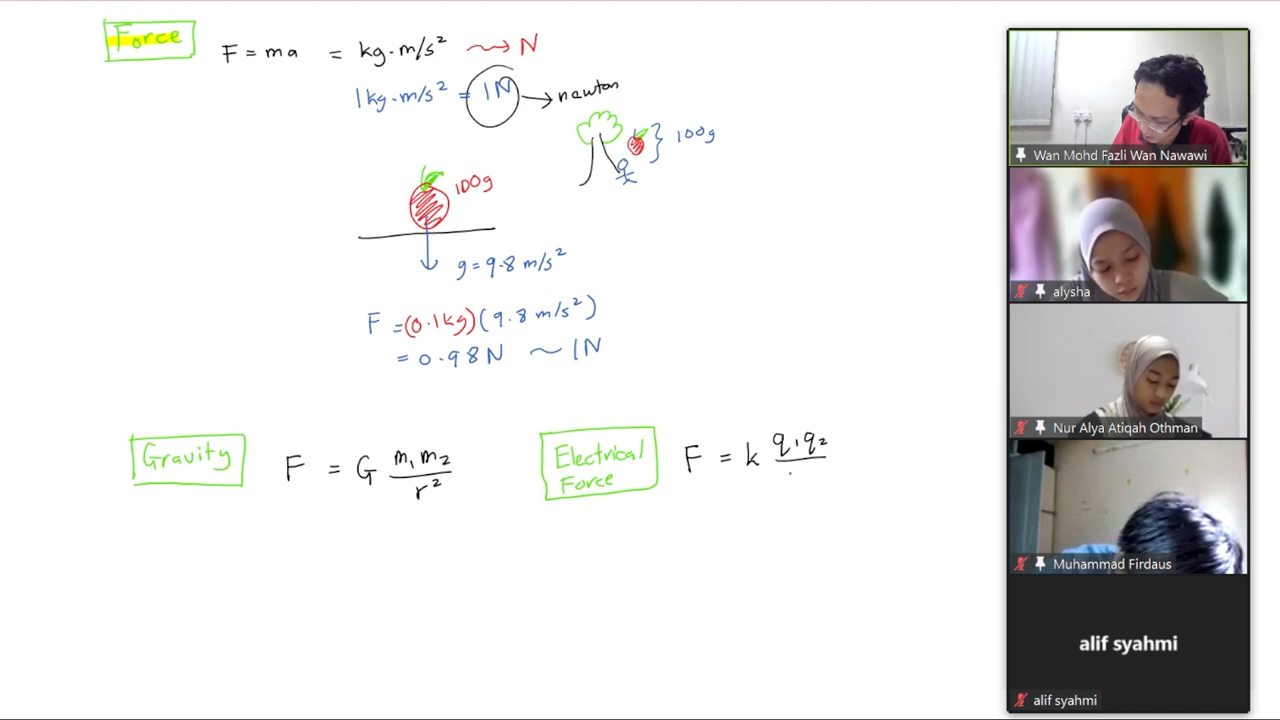 Force
F = ma = kg·m/s² → N
1kg·m/s² = 1N → newton
100g
100g
g = 9.8 m/s²
F = (0.1kg)(9.8 m/s²)
= 0.98N ~ 1N
Gravity
F = G m₁m₂/r²
Electrical
Force
F = k q₁q₂
Wan Mohd Fazli Wan Nawawi
alysha
Nur Alya Atiqah Othman
Muhammad Firdaus
alif syahmi
alif syahmi